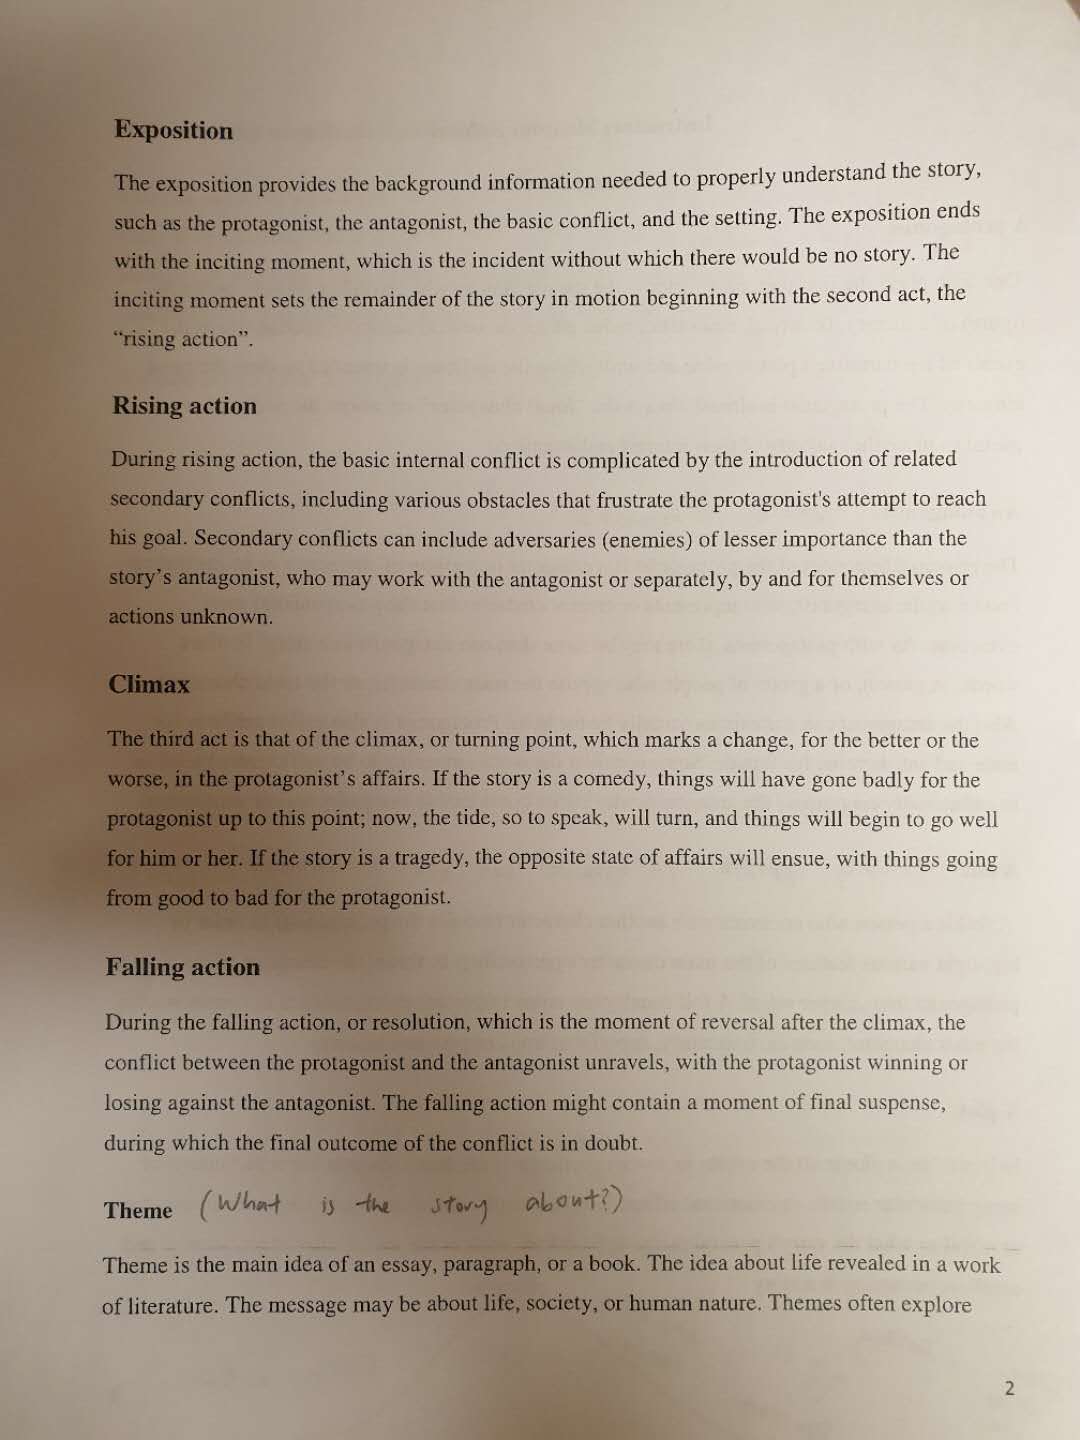 Exposition
The exposition provides the background information needed to properly understand the story,
such as the protagonist, the antagonist, the basic conflict, and the setting. The exposition ends
with the inciting moment, which is the incident without which there would be no story. The
inciting moment sets the remainder of the story in motion beginning with the second act, the
“rising action”.
Rising action
During rising action, the basic internal conflict is complicated by the introduction of related
secondary conflicts, including various obstacles that frustrate the protagonist's attempt to reach
his goal. Secondary conflicts can include adversaries (enemies) of lesser importance than the
story’s antagonist, who may work with the antagonist or separately, by and for themselves or
actions unknown.
Climax
The third act is that of the climax, or turning point, which marks a change, for the better or the
worse, in the protagonist’s affairs. If the story is a comedy, things will have gone badly for the
protagonist up to this point; now, the tide, so to speak, will turn, and things will begin to go well
for him or her. If the story is a tragedy, the opposite state of affairs will ensue, with things going
from good to bad for the protagonist.
Falling action
During the falling action, or resolution, which is the moment of reversal after the climax, the
conflict between the protagonist and the antagonist unravels, with the protagonist winning or
losing against the antagonist. The falling action might contain a moment of final suspense,
during which the final outcome of the conflict is in doubt.
Theme (What is the story about?)
Theme is the main idea of an essay, paragraph, or a book. The idea about life revealed in a work
of literature. The message may be about life, society, or human nature. Themes often explore
2